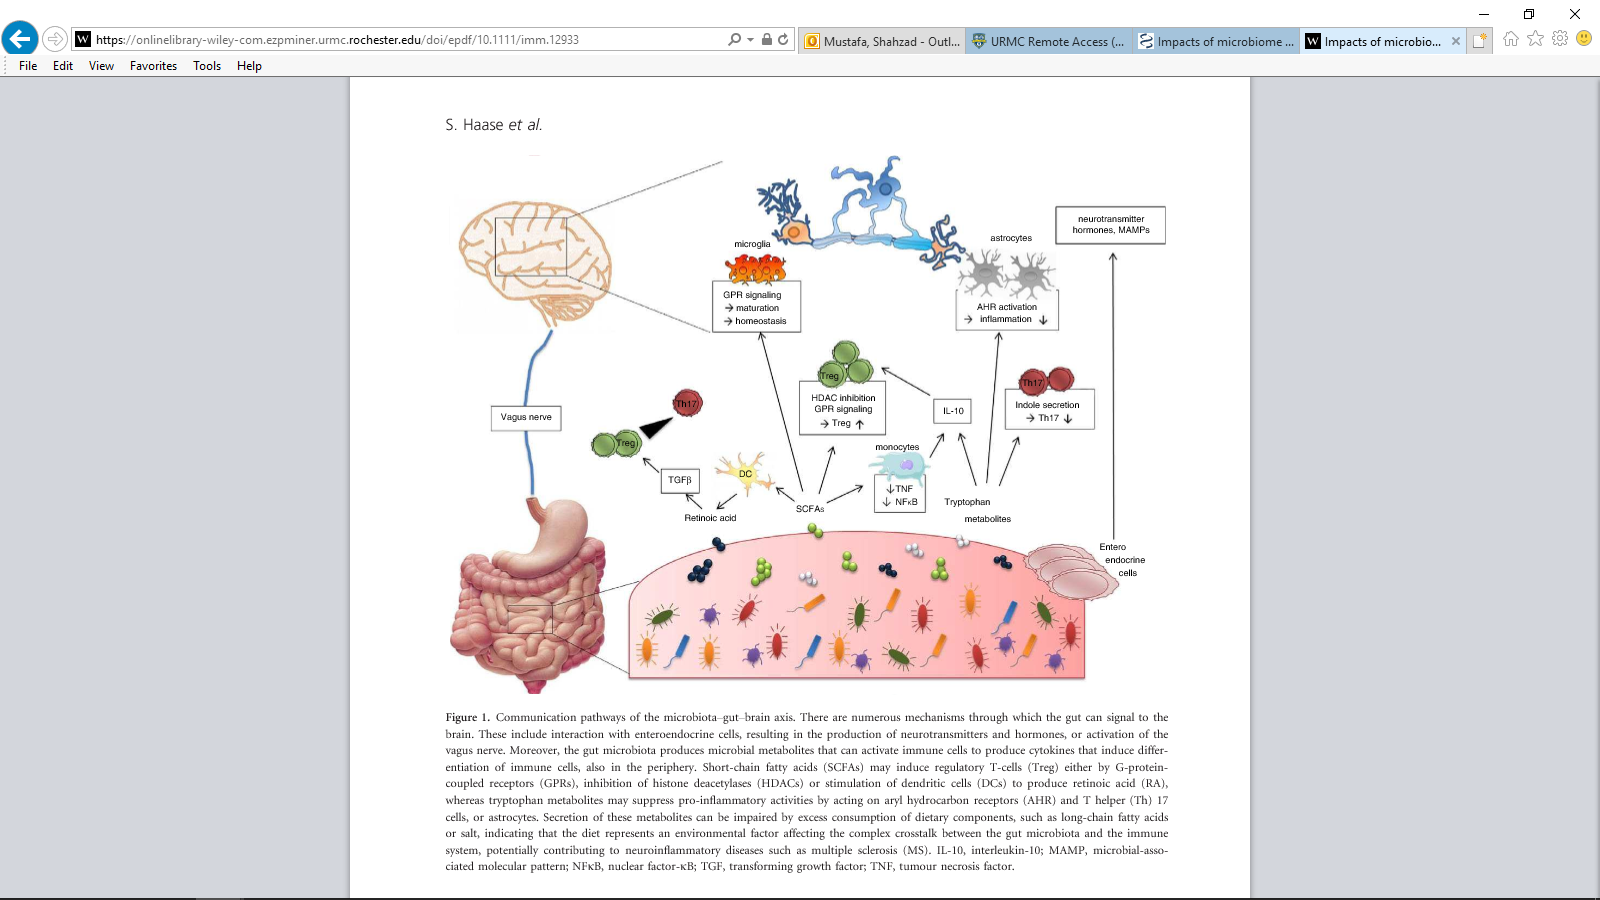 https://onlinelibrary-wiley-com.ezpminer.urmc.rochester.edu/doi/epdf/10.1111/imm.12933
Mustafa, Shahzad - Outl...
URMC Remote Access (...
Impacts of microbiome ...
Impacts of microbio...
File Edit View Favorites Tools Help
S. Haase et al.
neurotransmitter
hormones, MAMPs
astrocytes
microglia
GPR signaling
→ maturation
→ homeostasis
AHR activation
→ inflammation ↓
Treg
HDAC inhibition
GPR signaling
→ Treg ↑
Th17
Indole secretion
→ Th17 ↓
IL-10
Th17
Treg
Vagus nerve
monocytes
↓TNF
↓ NFκB
DC
TGFβ
Retinoic acid
SCFAs
Tryptophan
metabolites
Entero
endocrine
cells
Figure 1. Communication pathways of the microbiota–gut–brain axis. There are numerous mechanisms through which the gut can signal to the
brain. These include interaction with enteroendocrine cells, resulting in the production of neurotransmitters and hormones, or activation of the
vagus nerve. Moreover, the gut microbiota produces microbial metabolites that can activate immune cells to produce cytokines that induce differ-
entiation of immune cells, also in the periphery. Short-chain fatty acids (SCFAs) may induce regulatory T-cells (Treg) either by G-protein-
coupled receptors (GPRs), inhibition of histone deacetylases (HDACs) or stimulation of dendritic cells (DCs) to produce retinoic acid (RA),
whereas tryptophan metabolites may suppress pro-inflammatory activities by acting on aryl hydrocarbon receptors (AHR) and T helper (Th) 17
cells, or astrocytes. Secretion of these metabolites can be impaired by excess consumption of dietary components, such as long-chain fatty acids
or salt, indicating that the diet represents an environmental factor affecting the complex crosstalk between the gut microbiota and the immune
system, potentially contributing to neuroinflammatory diseases such as multiple sclerosis (MS). IL-10, interleukin-10; MAMP, microbial-asso-
ciated molecular pattern; NFκB, nuclear factor-κB; TGF, transforming growth factor; TNF, tumour necrosis factor.